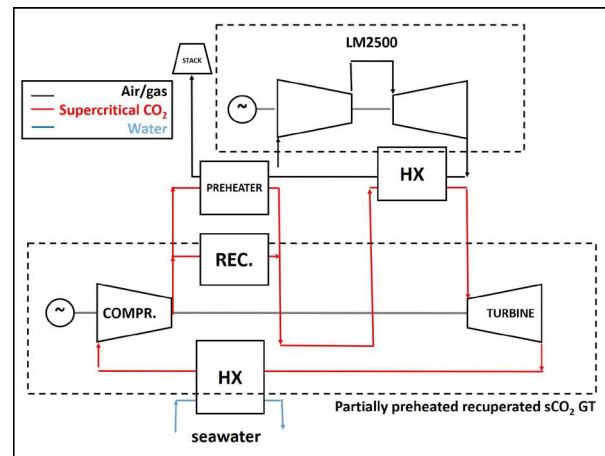 LM2500
STACK
Air/gas
Supercritical CO₂
Water
~
PREHEATER
HX
REC.
~
COMPR.
TURBINE
HX
Partially preheated recuperated sCO₂ GT
seawater